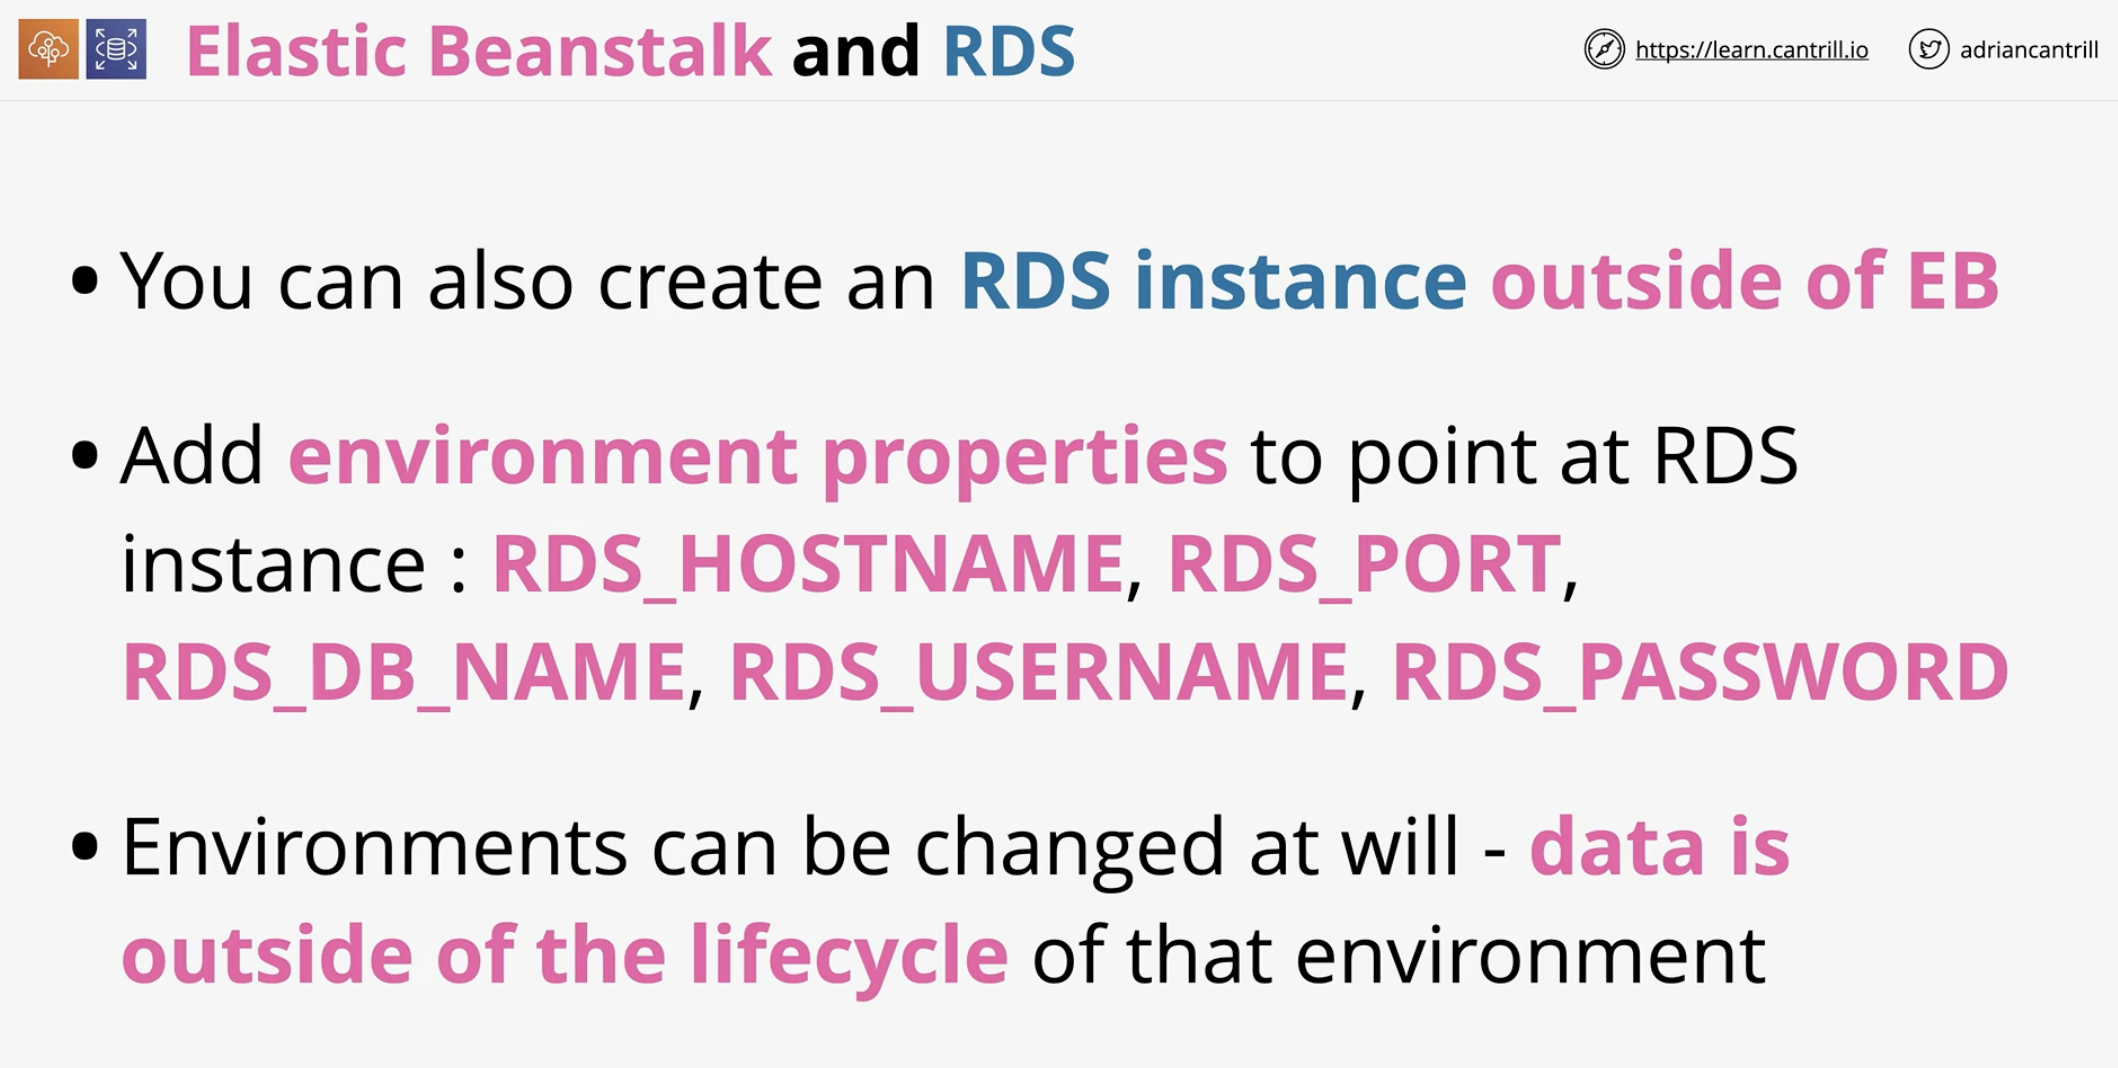 Elastic Beanstalk and RDS
https://learn.cantrill.io
adriancantrill
• You can also create an RDS instance outside of EB
• Add environment properties to point at RDS
instance : RDS_HOSTNAME, RDS_PORT,
RDS_DB_NAME, RDS_USERNAME, RDS_PASSWORD
• Environments can be changed at will - data is
outside of the lifecycle of that environment